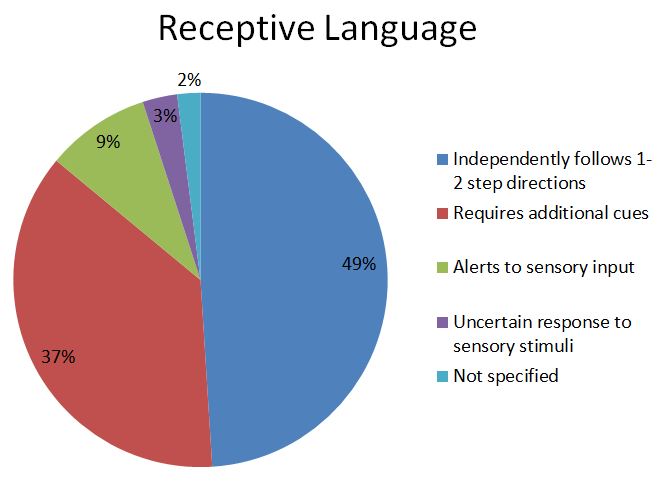 Receptive Language
2%
3%
9%
49%
37%
Independently follows 1-
2 step directions
Requires additional cues
Alerts to sensory input
Uncertain response to
sensory stimuli
Not specified